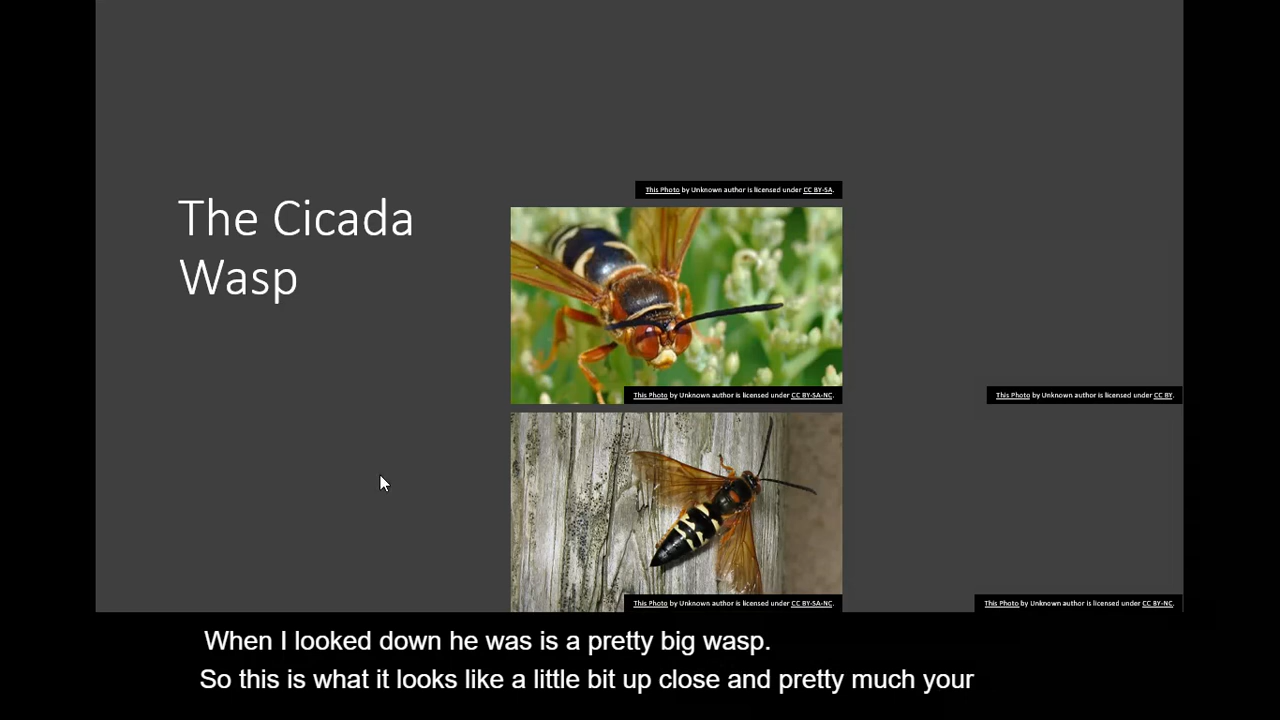 The Cicada
Wasp
This Photo by Unknown author is licensed under CC BY-SA.
This Photo by Unknown author is licensed under CC BY-SA-NC.
This Photo by Unknown author is licensed under CC BY.
This Photo by Unknown author is licensed under CC BY-SA-NC.
This Photo by Unknown author is licensed under CC BY-NC.
When I looked down he was is a pretty big wasp.
So this is what it looks like a little bit up close and pretty much your